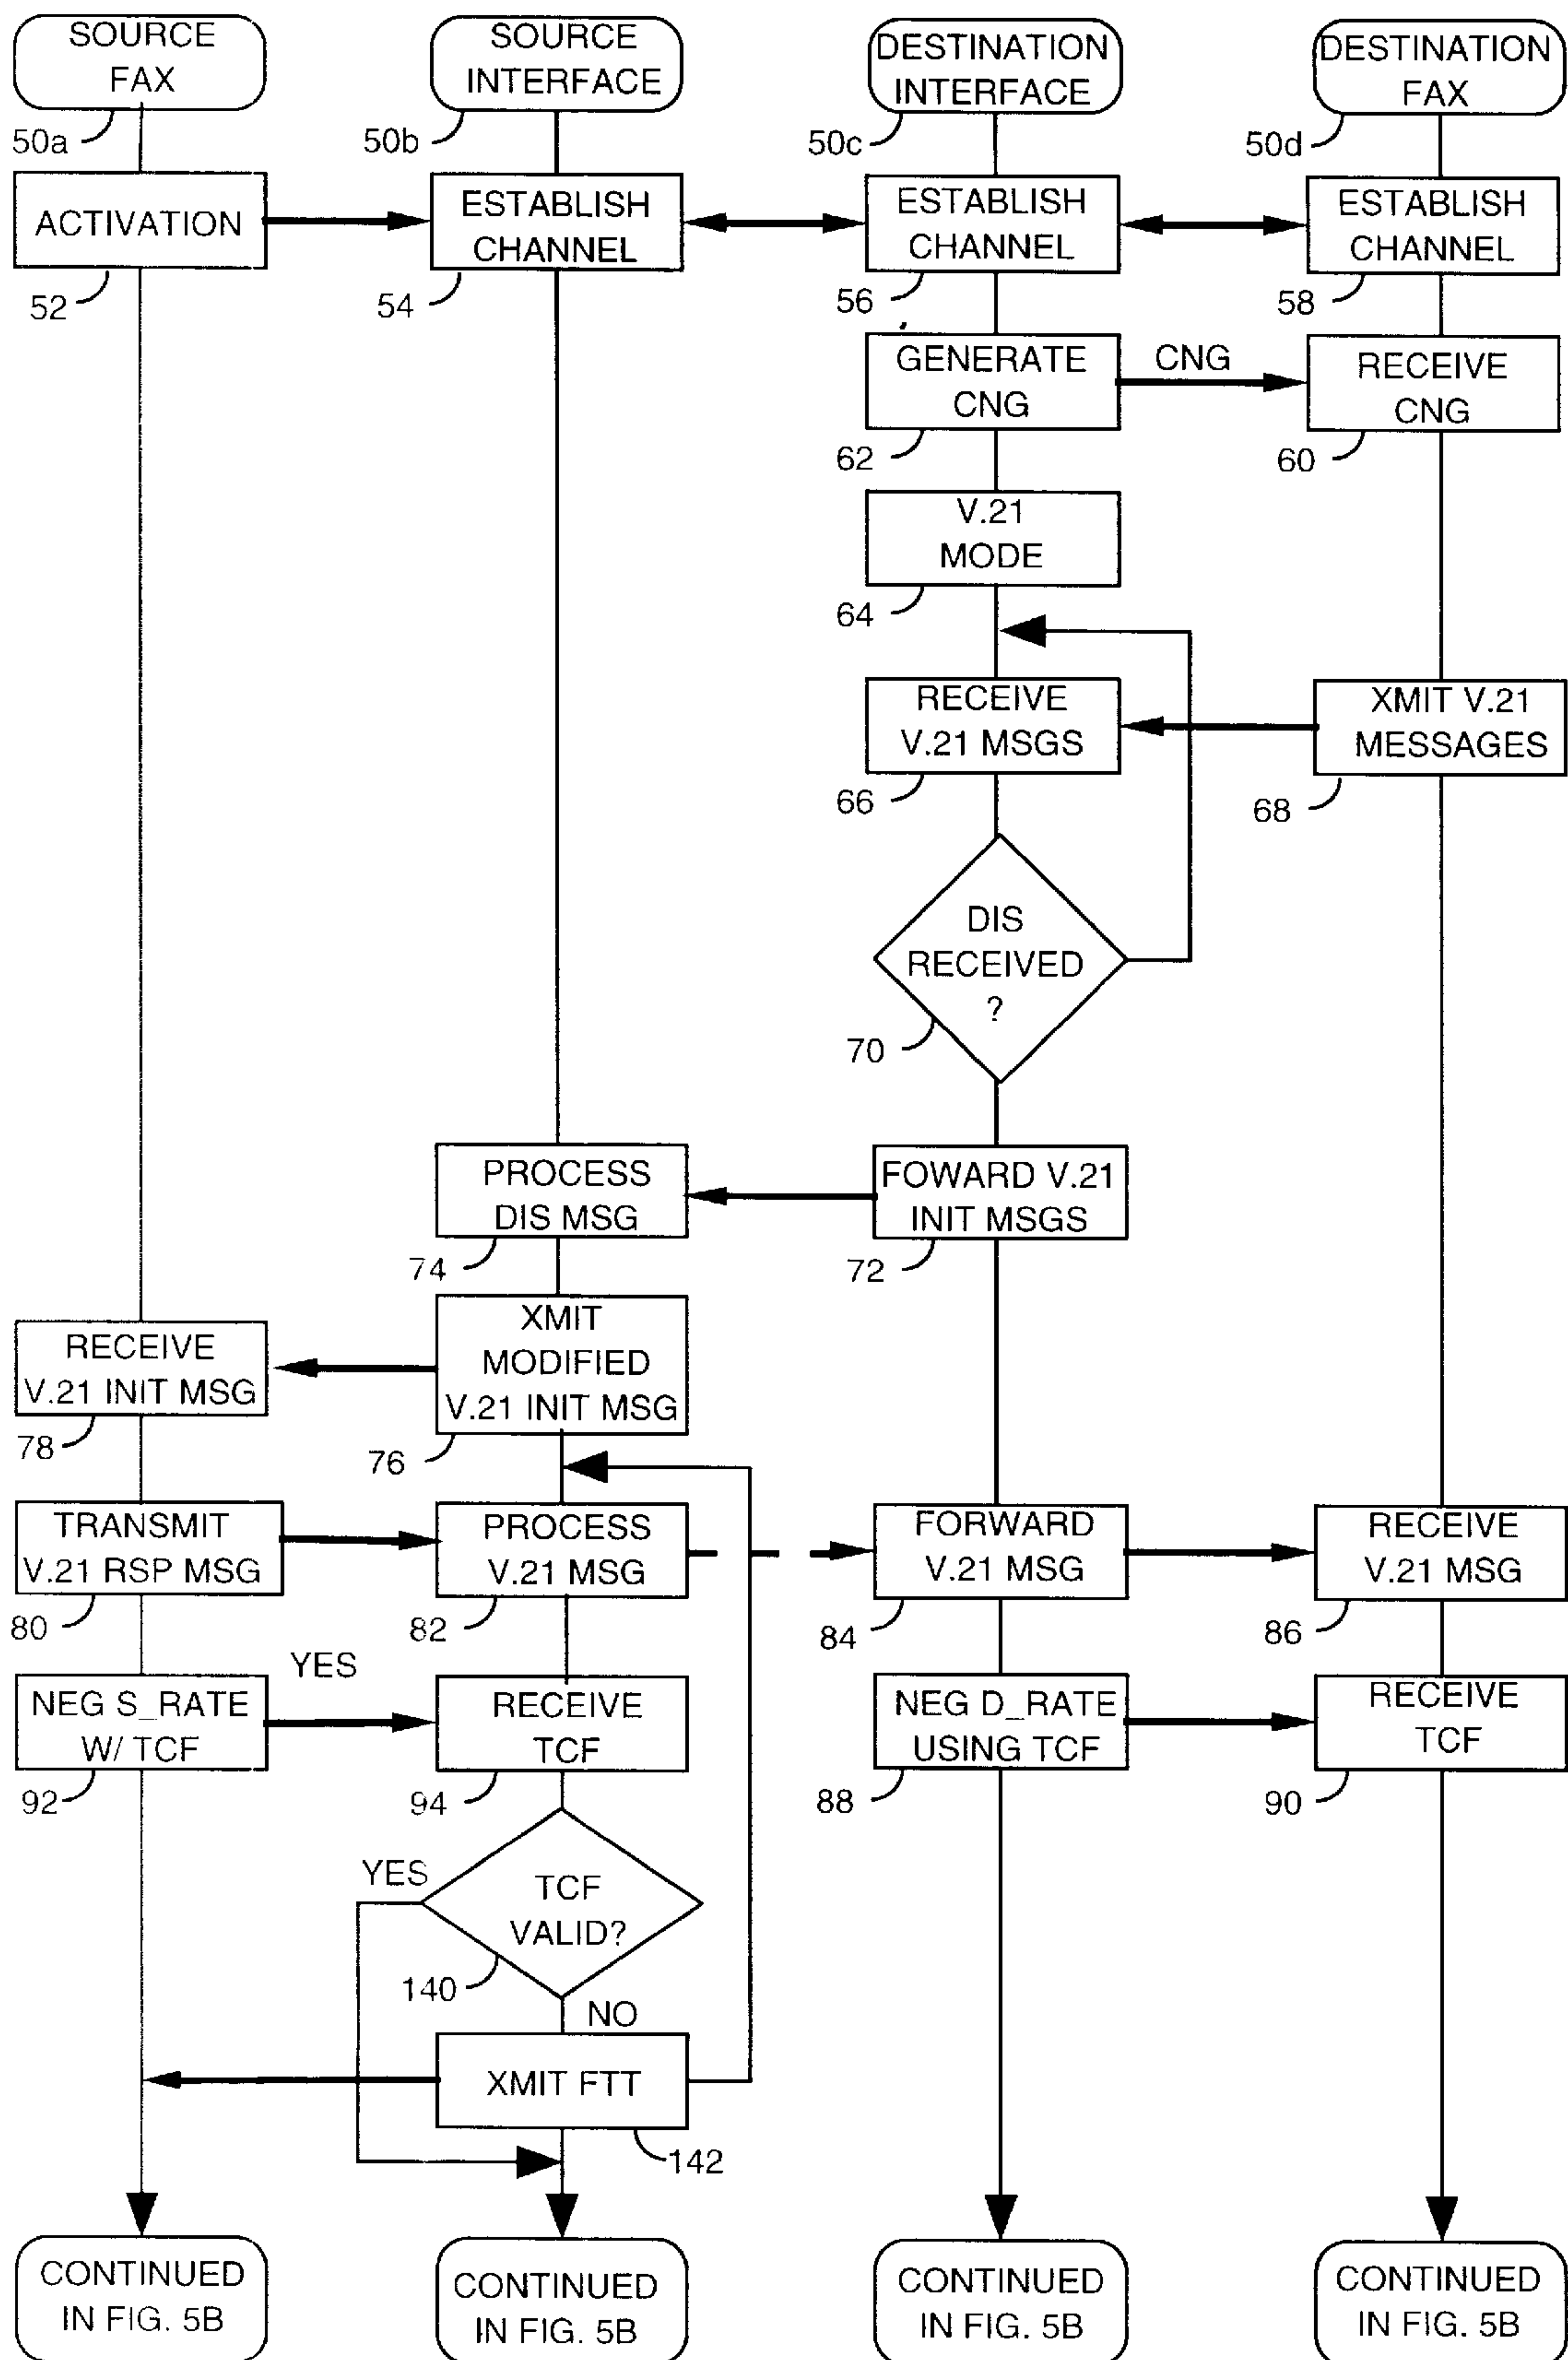 SOURCE
FAX
50a
SOURCE
INTERFACE
50b
DESTINATION
INTERFACE
50c
DESTINATION
FAX
50d
ACTIVATION
52
ESTABLISH
CHANNEL
54
ESTABLISH
CHANNEL
56
ESTABLISH
CHANNEL
58
GENERATE
CNG
62
CNG
RECEIVE
CNG
60
V.21
MODE
64
RECEIVE
V.21 MSGS
66
XMIT V.21
MESSAGES
68
DIS
RECEIVED
?
70
PROCESS
DIS MSG
74
FOWARD V.21
INIT MSGS
72
RECEIVE
V.21 INIT MSG
78
XMIT
MODIFIED
V.21 INIT MSG
76
TRANSMIT
V.21 RSP MSG
80
PROCESS
V.21 MSG
82
FORWARD
V.21 MSG
84
RECEIVE
V.21 MSG
86
NEG S_RATE
W/ TCF
92
YES
RECEIVE
TCF
94
NEG D_RATE
USING TCF
88
RECEIVE
TCF
90
YES
TCF
VALID?
140
NO
XMIT FTT
142
CONTINUED
IN FIG. 5B
CONTINUED
IN FIG. 5B
CONTINUED
IN FIG. 5B
CONTINUED
IN FIG. 5B